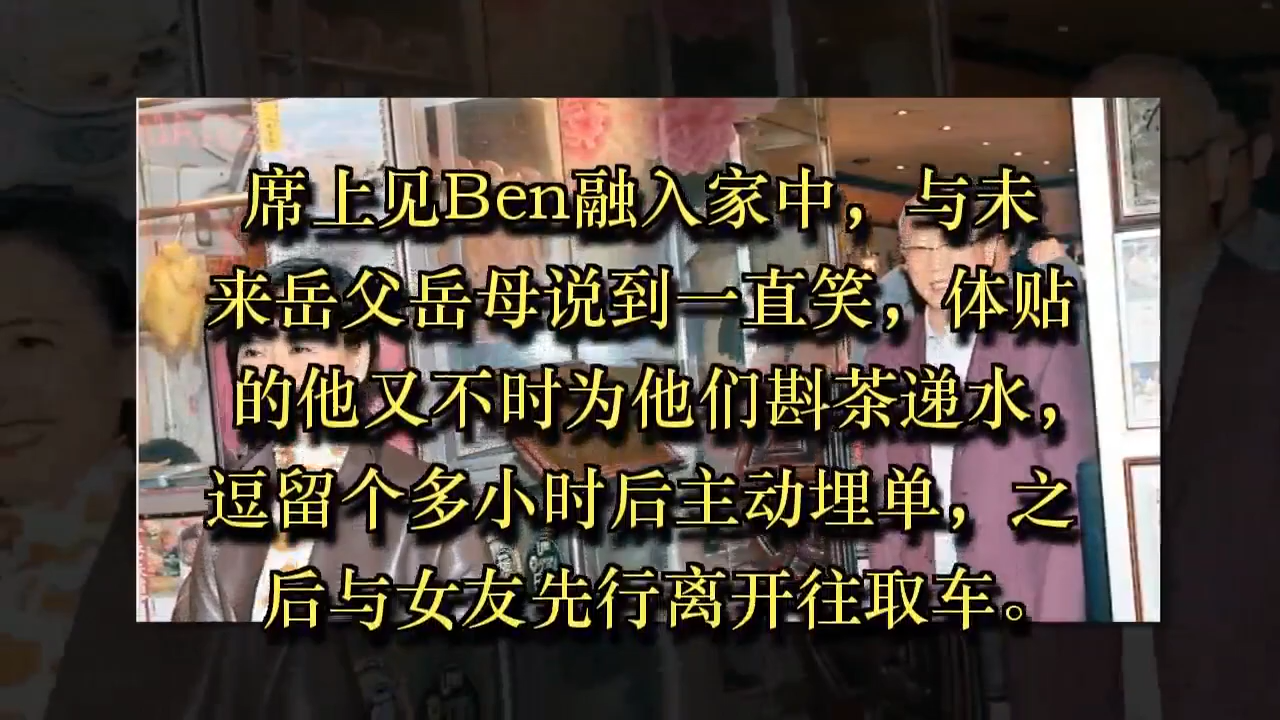 席上见Ben融入家中，与未
来岳父岳母说到一直笑，体贴
的他又不时为他们斟茶递水，
逗留个多小时后主动埋单，之
后与女友先行离开往取车。